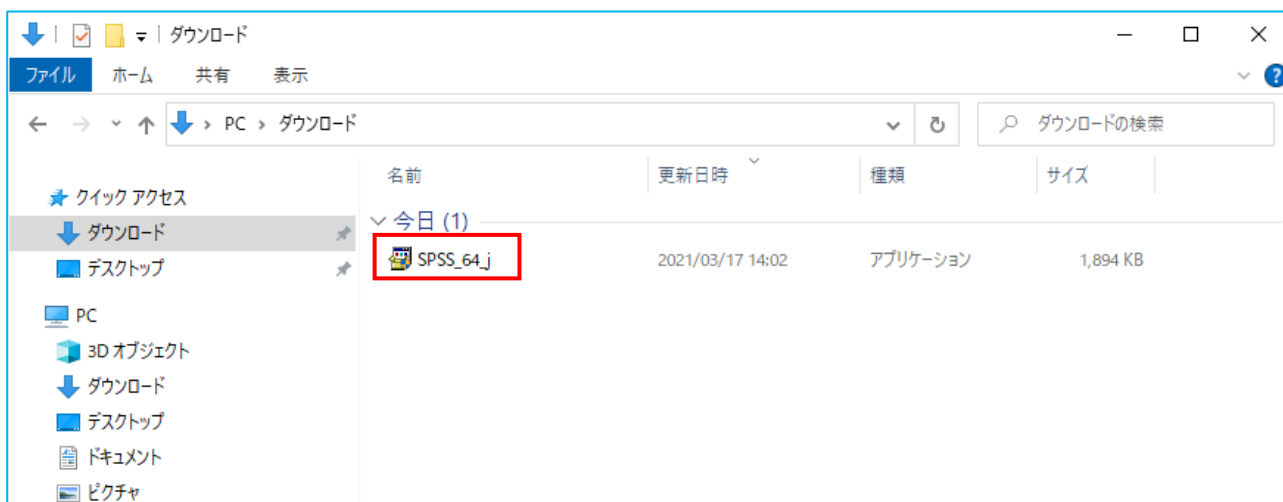 ダウンロード
ファイル ホーム 共有 表示
PC › ダウンロード ダウンロードの検索
名前 更新日時 種類 サイズ
クイック アクセス
今日 (1)
ダウンロード
SPSS_64_j 2021/03/17 14:02 アプリケーション 1,894 KB
デスクトップ
PC
3D オブジェクト
ダウンロード
デスクトップ
ドキュメント
ピクチャ